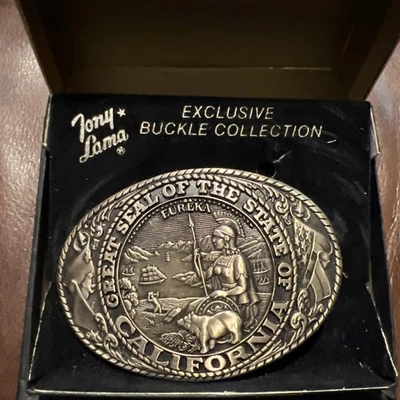 Tony
Lama®
EXCLUSIVE
BUCKLE COLLECTION
GREAT SEAL OF THE STATE OF
CALIFORNIA
EUREKA